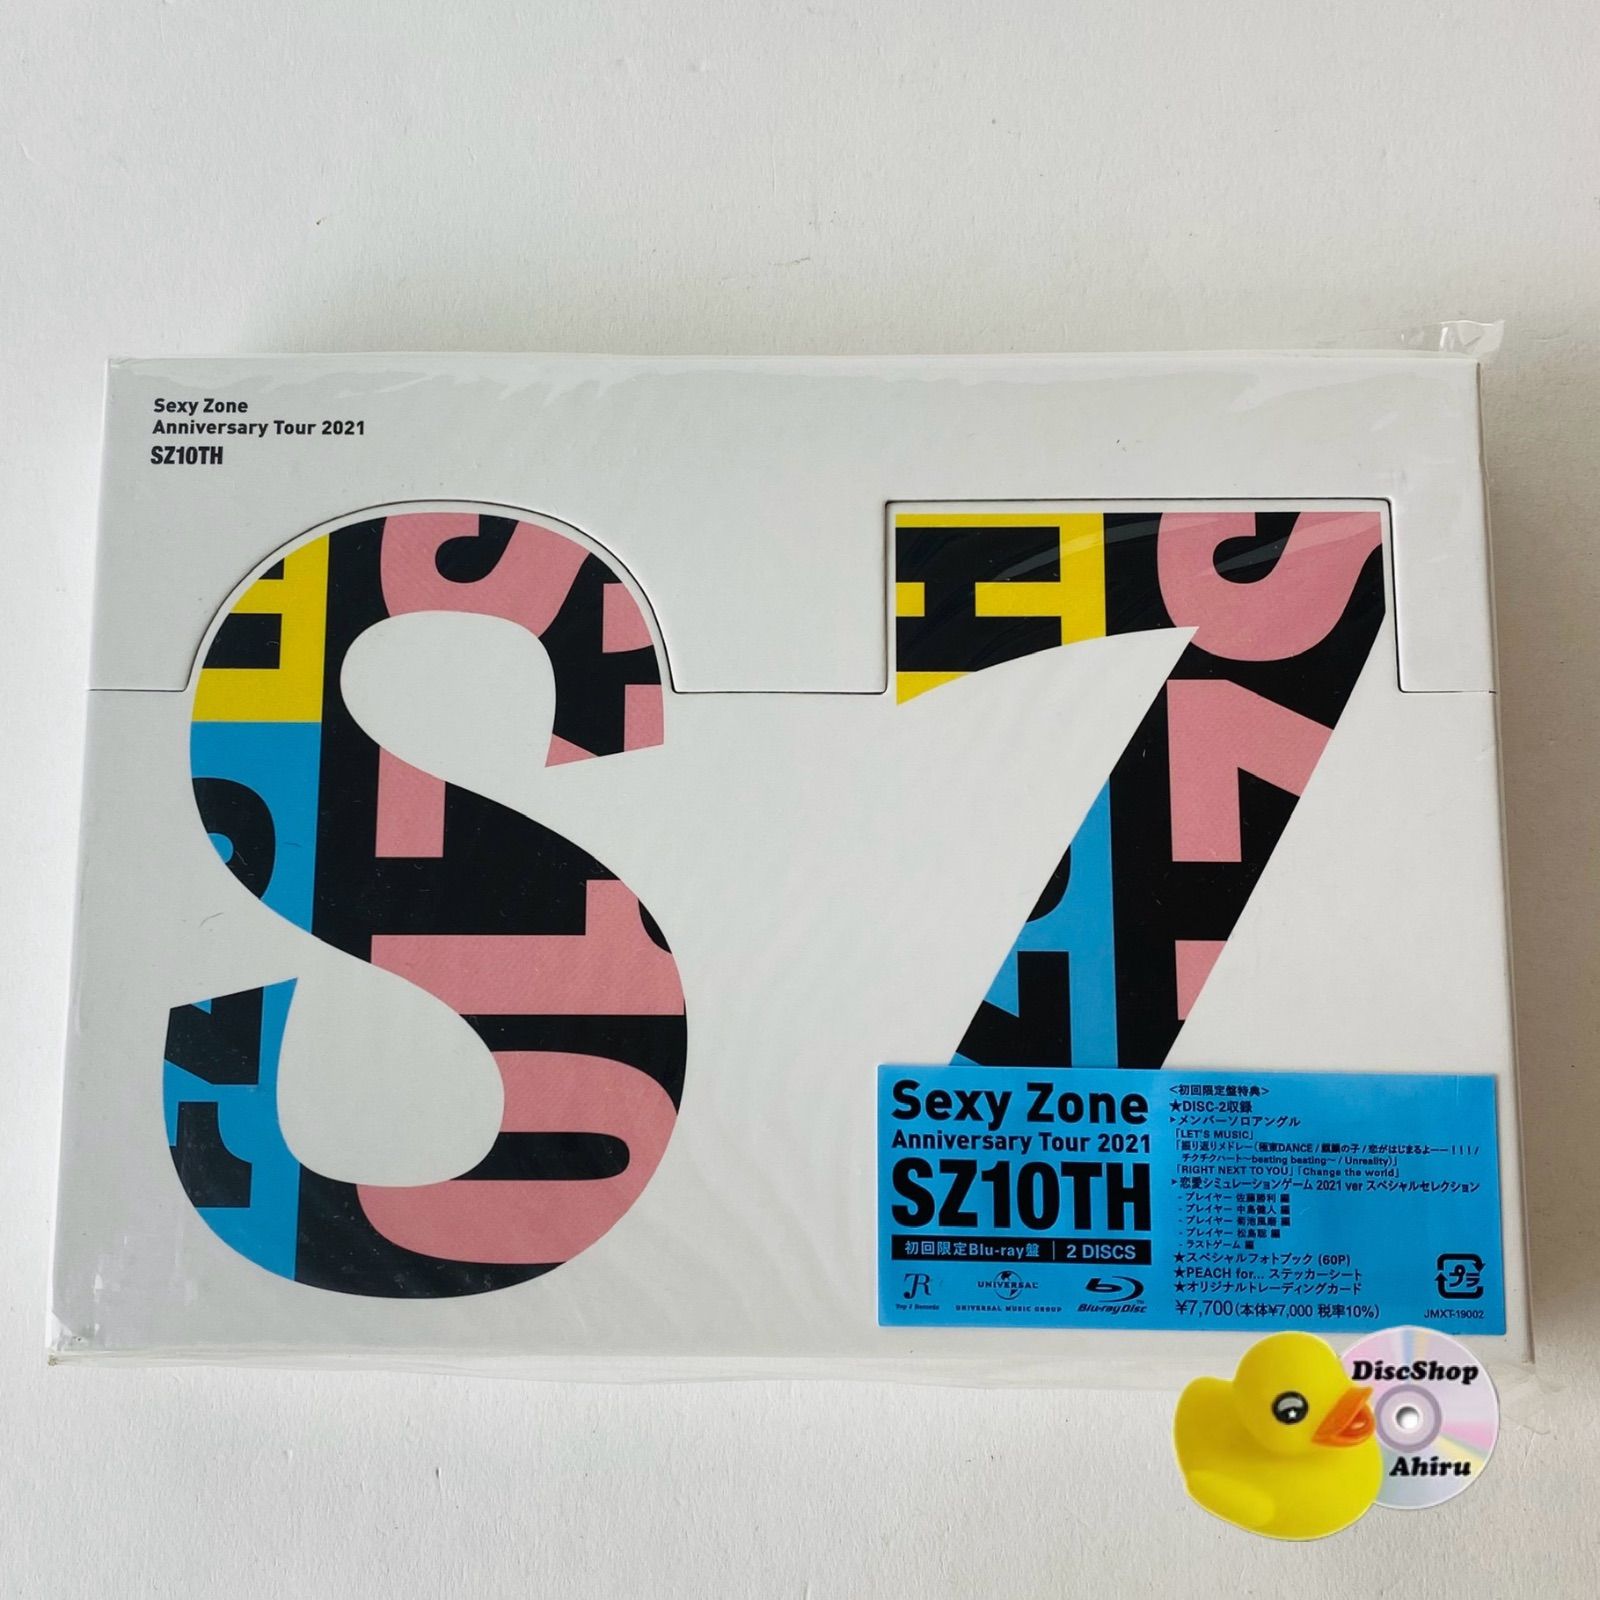 Sexy Zone
Anniversary Tour 2021
SZ10TH
Sexy Zone
Anniversary Tour 2021
SZ10TH
初回限定Blu-ray盤 | 2 DISCS
Top J Records
UNIVERSAL
UNIVERSAL MUSIC GROUP
Blu-ray Disc
<初回限定盤特典>
★DISC-2収録
▶メンバーソロアングル
「LET'S MUSIC」
「振り返りメドレー(極東DANCE / 麒麟の子 / 恋がはじまるよーー!!! /
チクチクハート~beating beating~ / Unreality)」
「RIGHT NEXT TO YOU」「Change the world」
▶恋愛シミュレーションゲーム 2021 ver スペシャルセレクション
- プレイヤー 佐藤勝利 編
- プレイヤー 中島健人 編
- プレイヤー 菊池風磨 編
- プレイヤー 松島聡 編
- ラストゲーム 編
★スペシャルフォトブック (60P)
★PEACH for... ステッカーシート
★オリジナルトレーディングカード
¥7,700(本体¥7,000 税率10%)
プラ
JMXT-19002
DiscShop
Ahiru